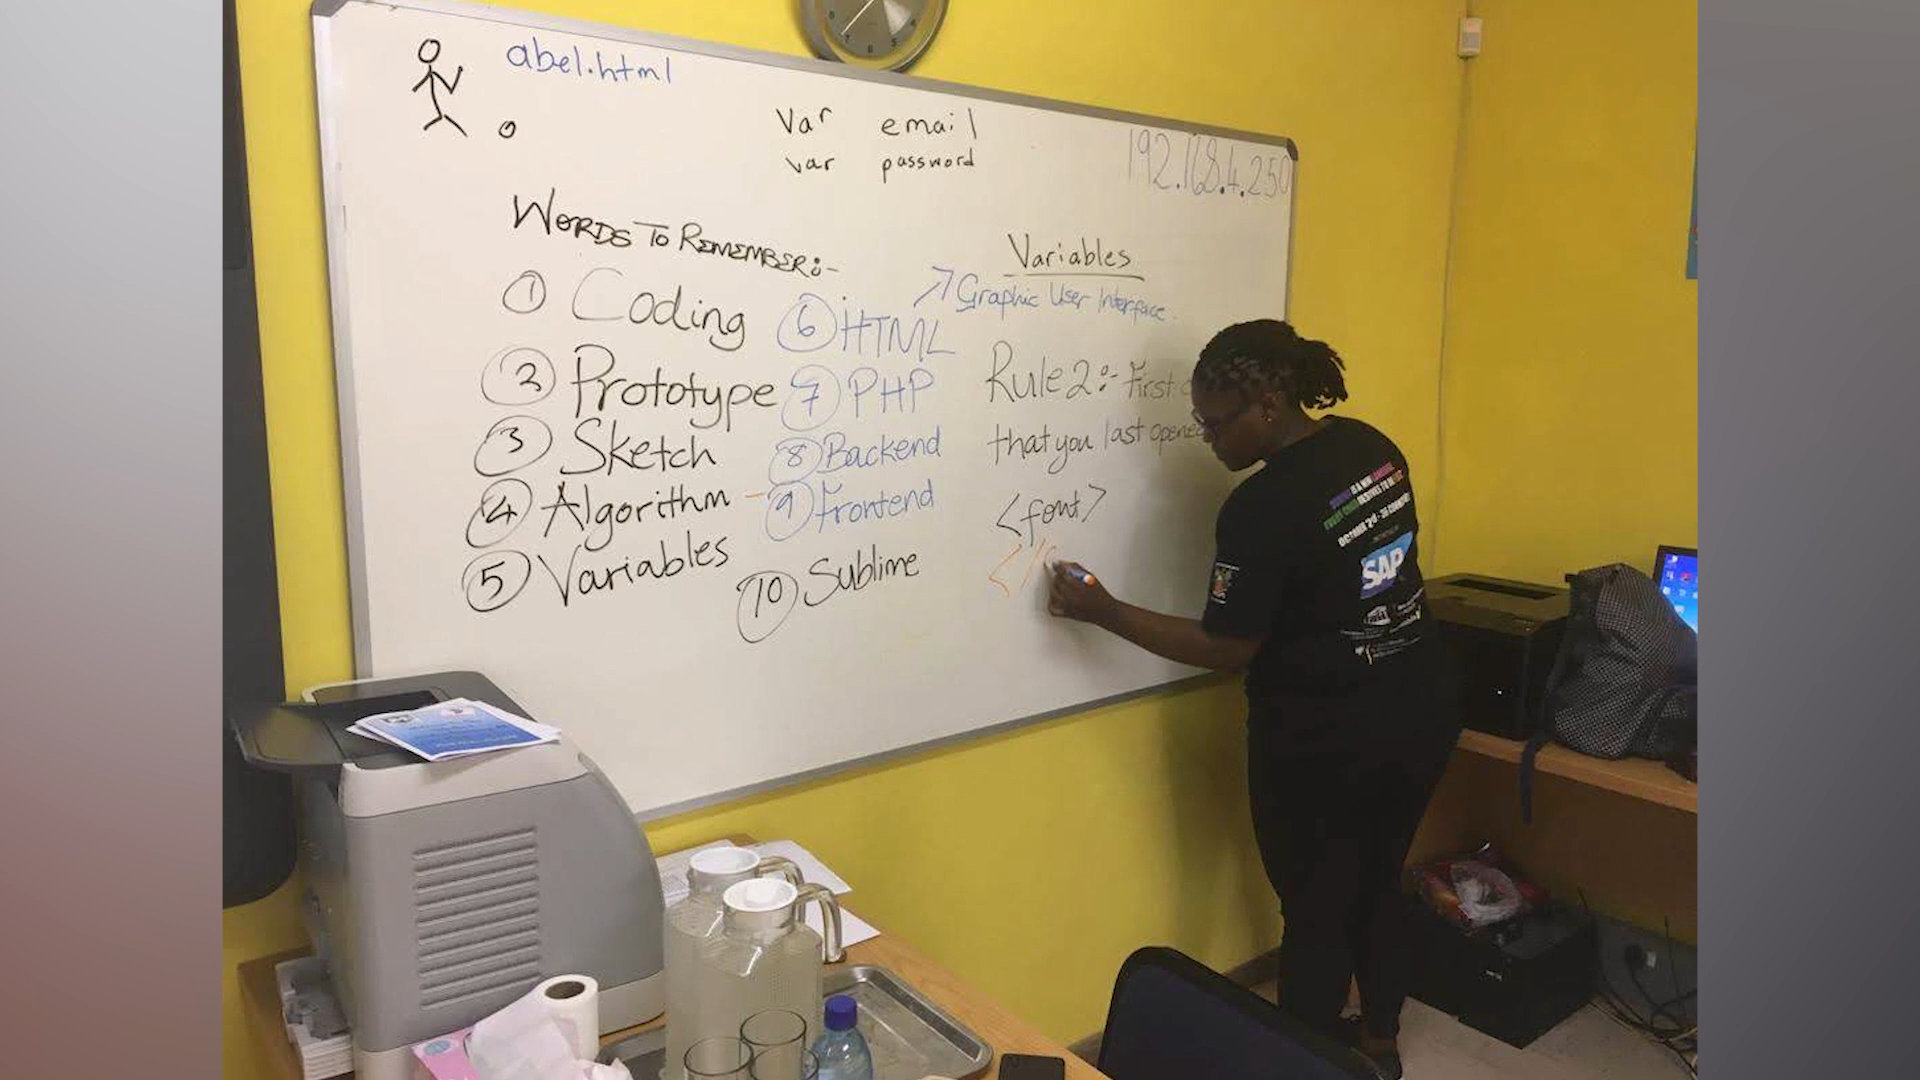 abel.html
Var email
var password
192.168.4.250
WORDS TO REMEMBER:-
① Coding
② Prototype
③ Sketch
④ Algorithm
⑤ Variables
⑥ HTML
⑦ PHP
⑧ Backend
⑨ Frontend
⑩ Sublime
Variables
Graphic User Interface.
Rule 2:- First
that you last opened
<font>
</
SAP